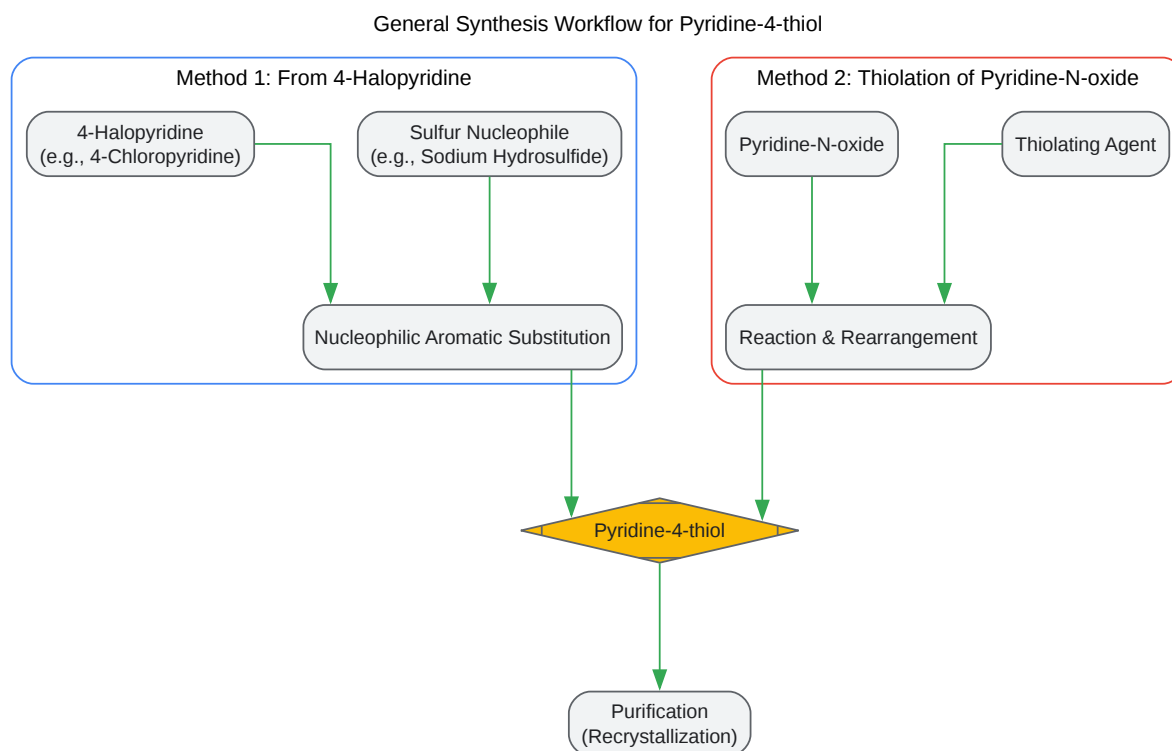 General Synthesis Workflow for Pyridine-4-thiol
Method 1: From 4-Halopyridine
4-Halopyridine
(e.g., 4-Chloropyridine)
Sulfur Nucleophile
(e.g., Sodium Hydrosulfide)
Nucleophilic Aromatic Substitution
Method 2: Thiolation of Pyridine-N-oxide
Pyridine-N-oxide
Thiolating Agent
Reaction & Rearrangement
Pyridine-4-thiol
Purification
(Recrystallization)